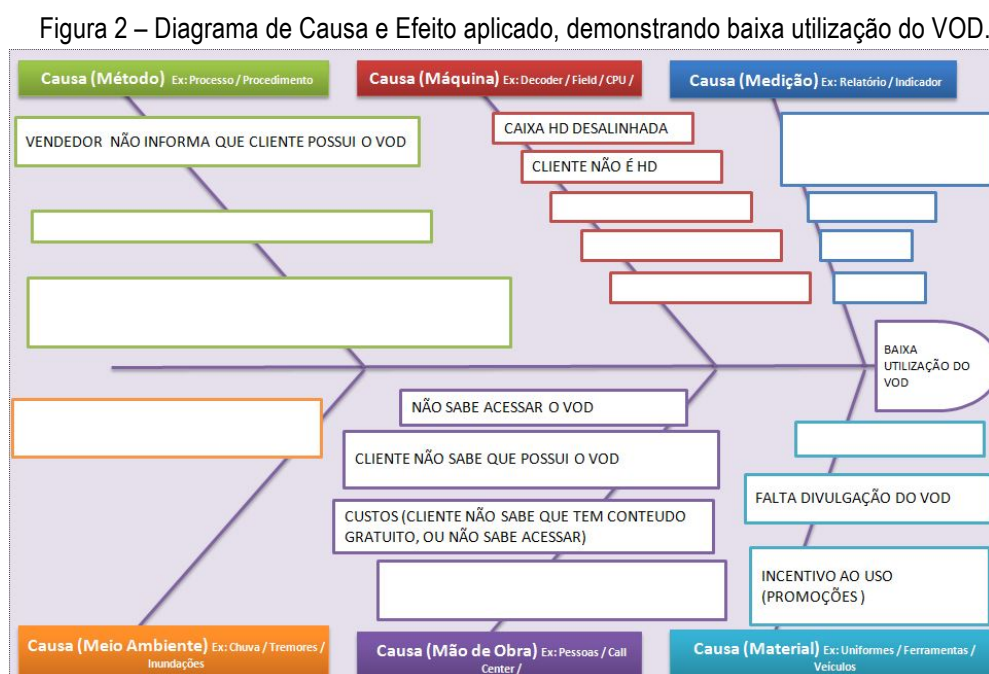 Figura 2 – Diagrama de Causa e Efeito aplicado, demonstrando baixa utilização do VOD.
Causa (Método) Ex: Processo / Procedimento
Causa (Máquina) Ex: Decoder / Field / CPU /
Causa (Medição) Ex: Relatório / Indicador
VENDEDOR NÃO INFORMA QUE CLIENTE POSSUI O VOD
CAIXA HD DESALINHADA
CLIENTE NÃO É HD
BAIXA
UTILIZAÇÃO DO
VOD
NÃO SABE ACESSAR O VOD
CLIENTE NÃO SABE QUE POSSUI O VOD
CUSTOS (CLIENTE NÃO SABE QUE TEM CONTEUDO
GRATUITO, OU NÃO SABE ACESSAR)
FALTA DIVULGAÇÃO DO VOD
INCENTIVO AO USO
(PROMOÇÕES )
Causa (Meio Ambiente) Ex: Chuva / Tremores /
Inundações
Causa (Mão de Obra) Ex: Pessoas / Call
Center /
Causa (Material) Ex: Uniformes / Ferramentas /
Veículos